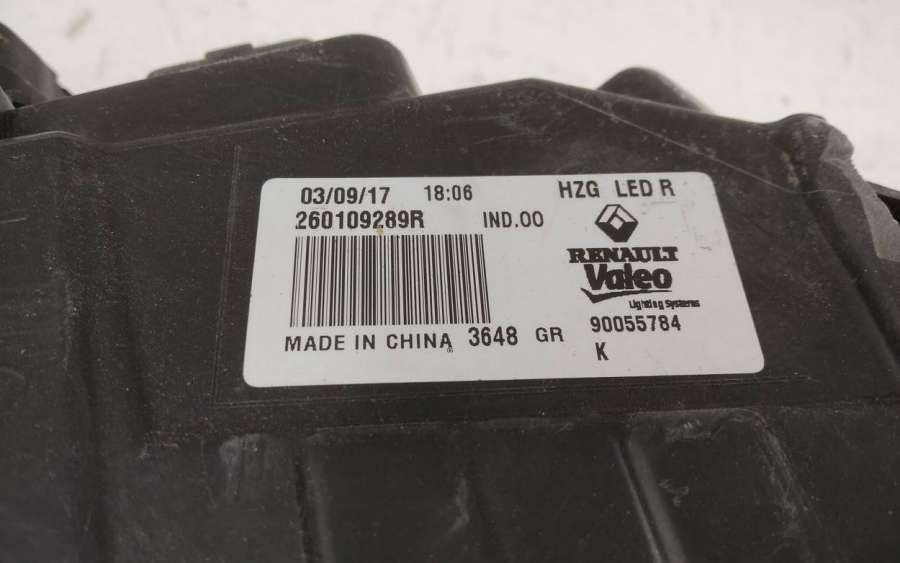 03/09/17 18:06 HZG LED R
260109289R IND.00
RENAULT
Valeo
Lighting Systems
MADE IN CHINA 3648 GR 90055784
K